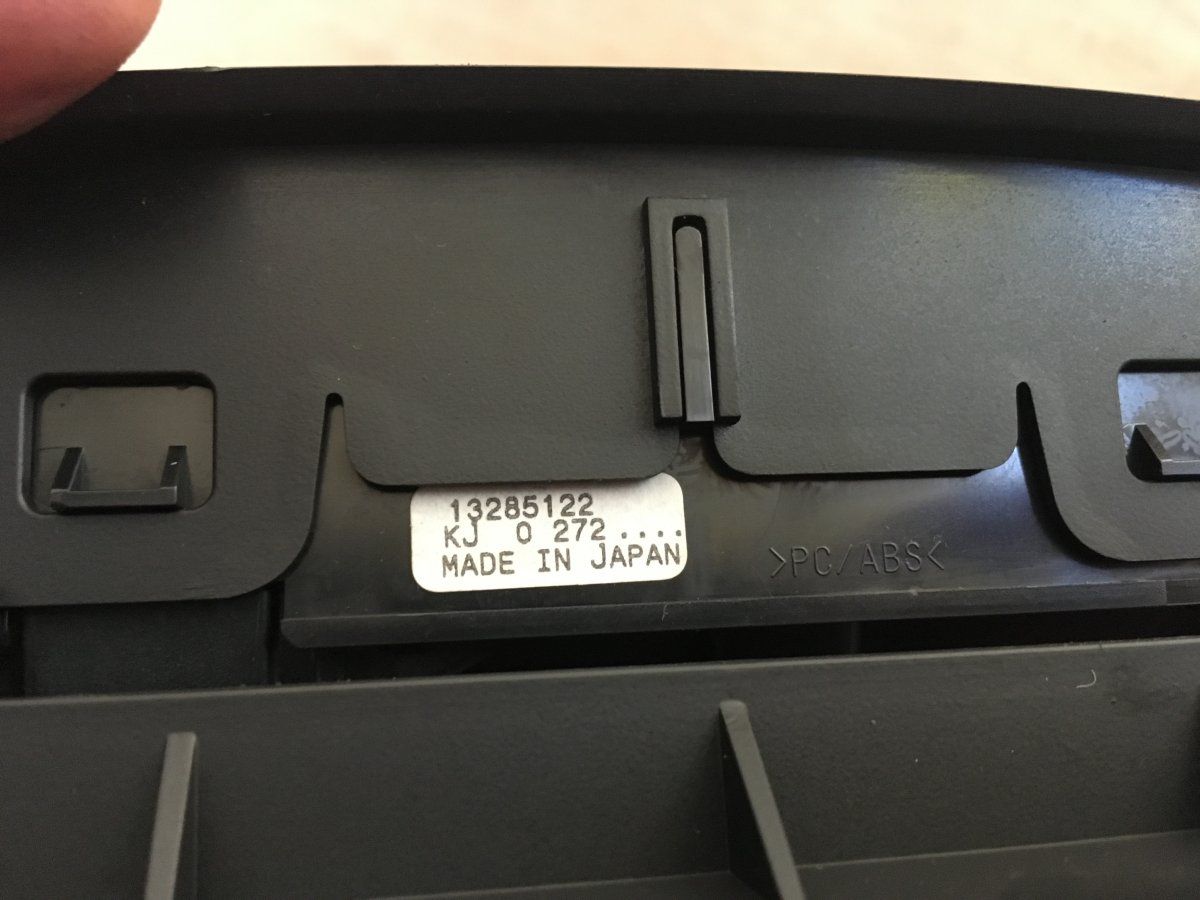 13285122
KJ 0 272 ....
MADE IN JAPAN
>PC/ABS<